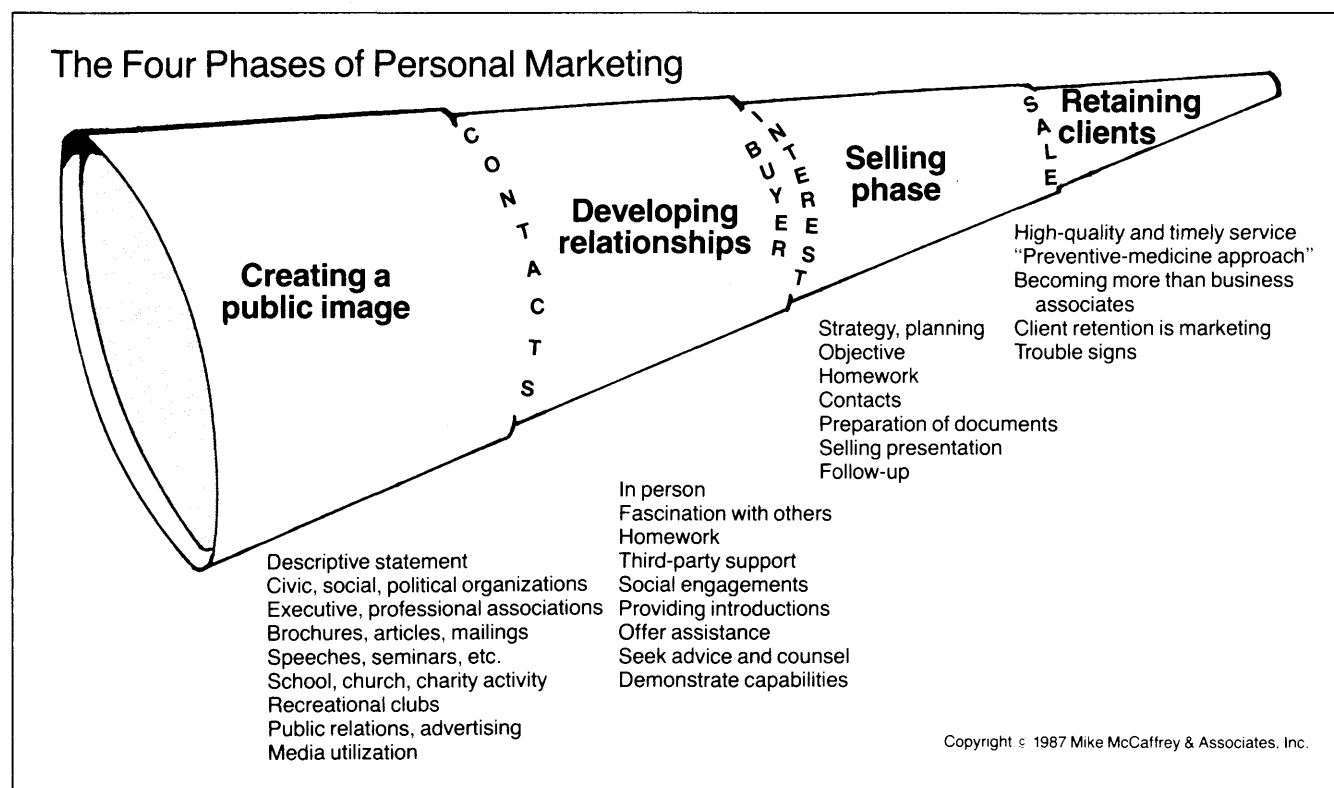 The Four Phases of Personal Marketing
Creating a
public image
CONTACTS
Developing
relationships
BUYER
INTEREST
Selling
phase
SALE
Retaining
clients
Descriptive statement
Civic, social, political organizations
Executive, professional associations
Brochures, articles, mailings
Speeches, seminars, etc.
School, church, charity activity
Recreational clubs
Public relations, advertising
Media utilization
In person
Fascination with others
Homework
Third-party support
Social engagements
Providing introductions
Offer assistance
Seek advice and counsel
Demonstrate capabilities
Strategy, planning
Objective
Homework
Contacts
Preparation of documents
Selling presentation
Follow-up
High-quality and timely service
“Preventive-medicine approach”
Becoming more than business
associates
Client retention is marketing
Trouble signs
Copyright © 1987 Mike McCaffrey & Associates, Inc.